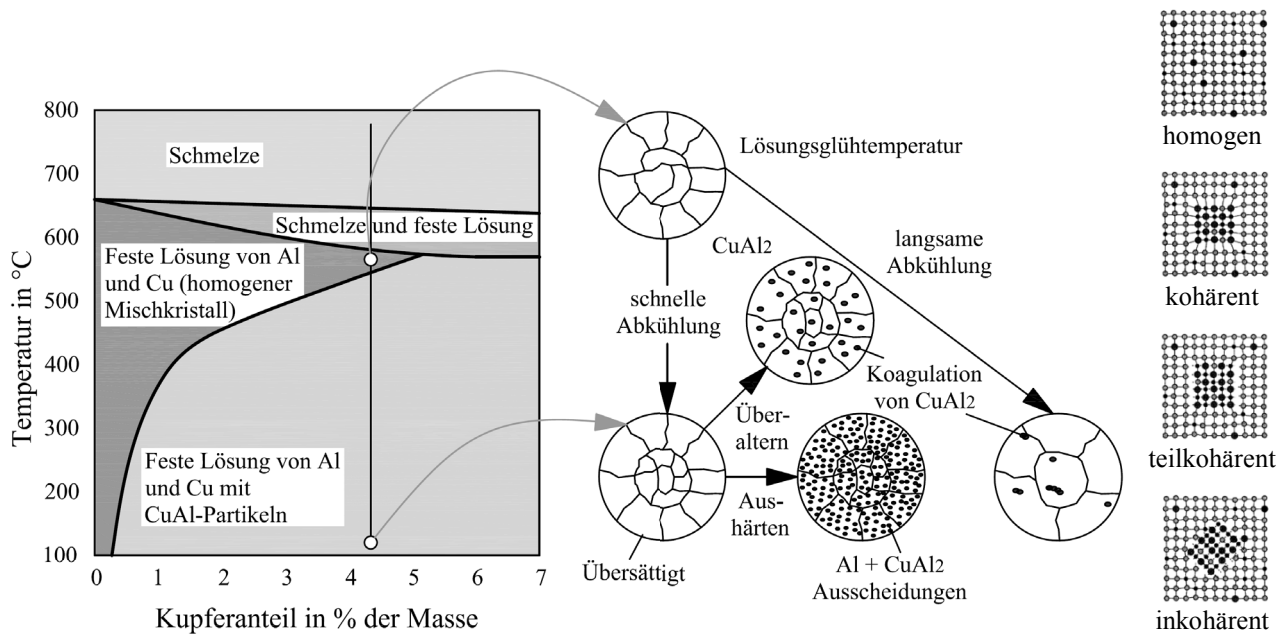 800
700
600
500
400
300
200
100
Temperatur in °C
Schmelze
Schmelze und feste Lösung
Feste Lösung von Al
und Cu (homogener
Mischkristall)
Feste Lösung von Al
und Cu mit
CuAl-Partikeln
0 1 2 3 4 5 6 7
Kupferanteil in % der Masse
Lösungsglühtemperatur
CuAl2
langsame
Abkühlung
schnelle
Abkühlung
Koagulation
von CuAl2
Über-
altern
Aus-
härten
Übersättigt
Al + CuAl2
Ausscheidungen
homogen
kohärent
teilkohärent
inkohärent